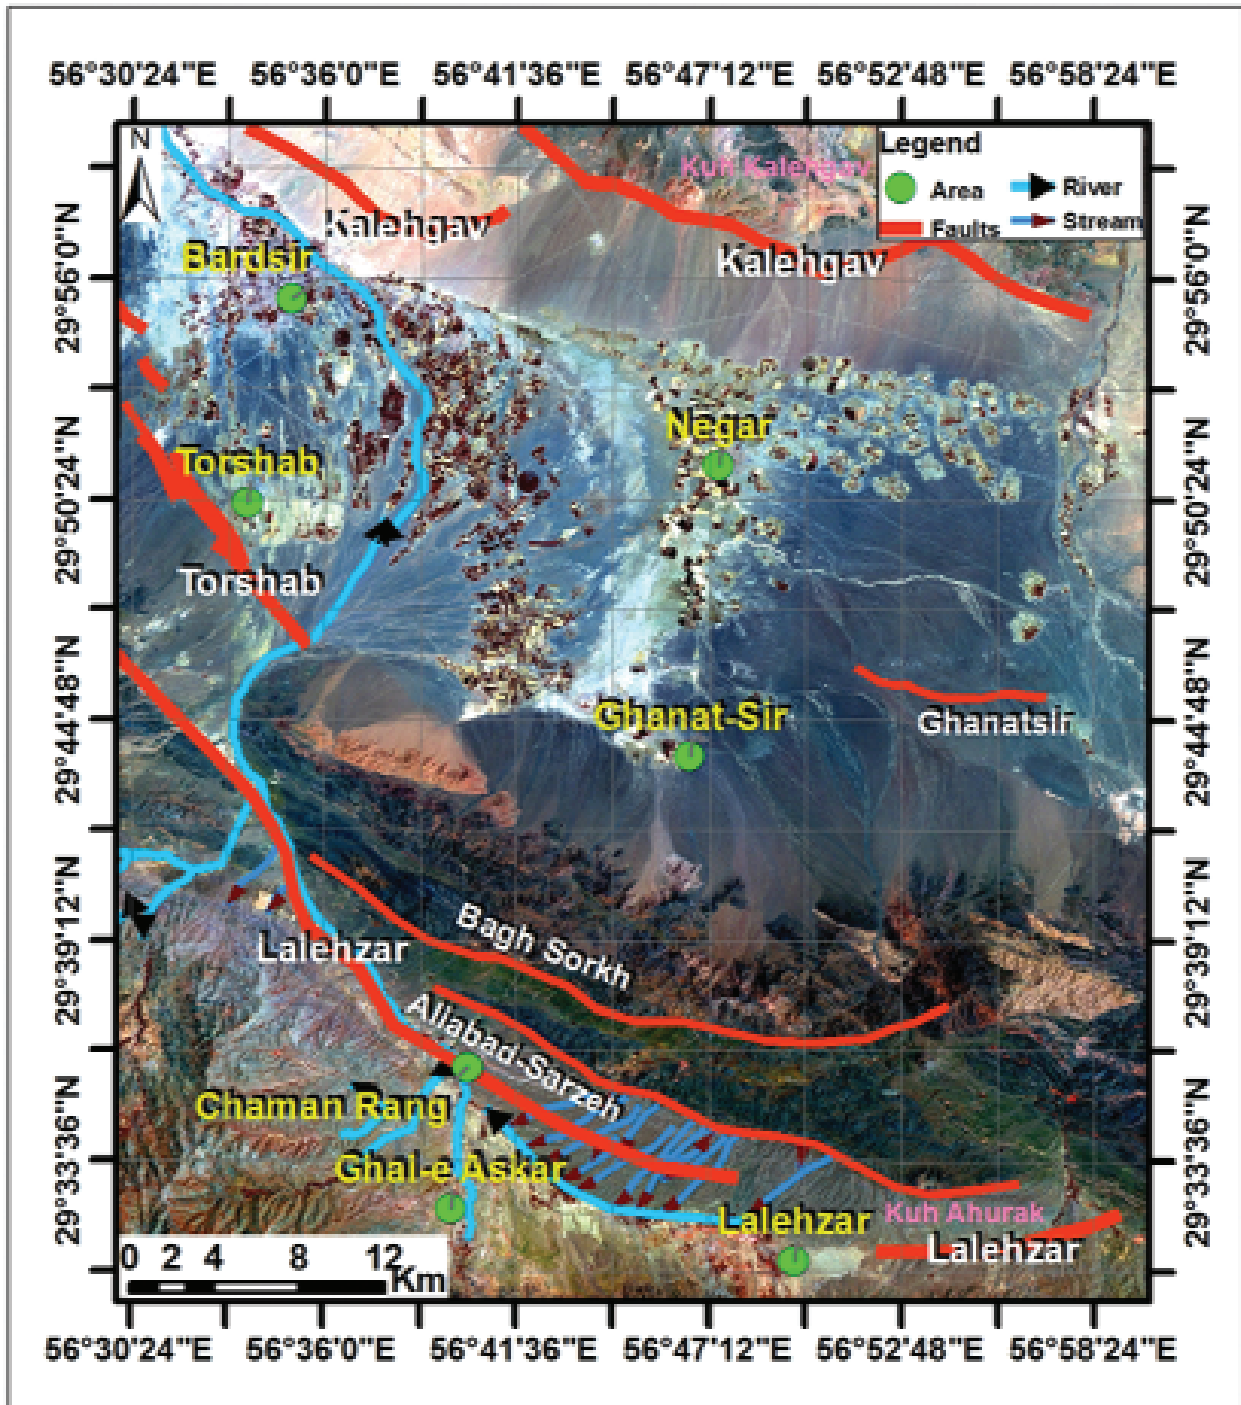 56°30'24"E 56°36'0"E 56°41'36"E 56°47'12"E 56°52'48"E 56°58'24"E
N
Legend
Area
River
Faults
Stream
Kuh Kalehgav
Kalehgav
Kalehgav
Bardsir
29°56'0"N
29°56'0"N
Negar
Torshab
29°50'24"N
29°50'24"N
Torshab
29°44'48"N
29°44'48"N
Ghanat-Sir
Ghanatsir
29°39'12"N
29°39'12"N
Bagh Sorkh
Lalehzar
Allabad-Sarzeh
Chaman Rang
29°33'36"N
29°33'36"N
Ghal-e Askar
Lalehzar
Kuh Ahurak
Lalehzar
0 2 4 8 12
Km
56°30'24"E 56°36'0"E 56°41'36"E 56°47'12"E 56°52'48"E 56°58'24"E